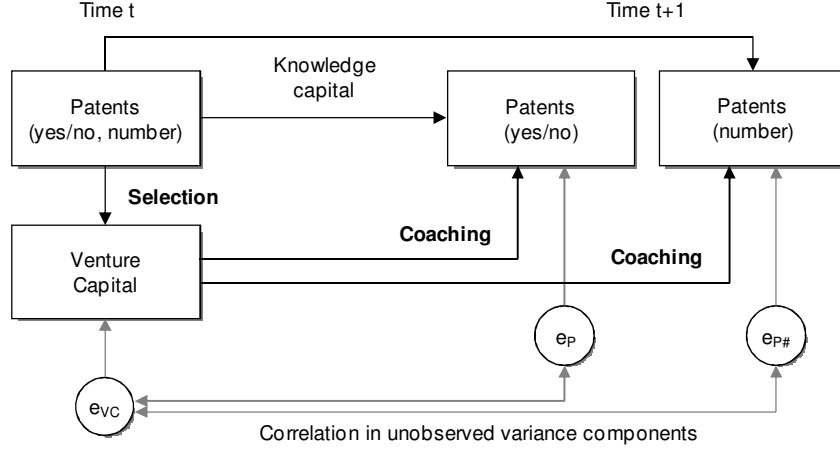 Time t
Time t+1
Knowledge
capital
Patents
(yes/no, number)
Patents
(yes/no)
Patents
(number)
Selection
Venture
Capital
Coaching
Coaching
eP
eP#
eVC
Correlation in unobserved variance components